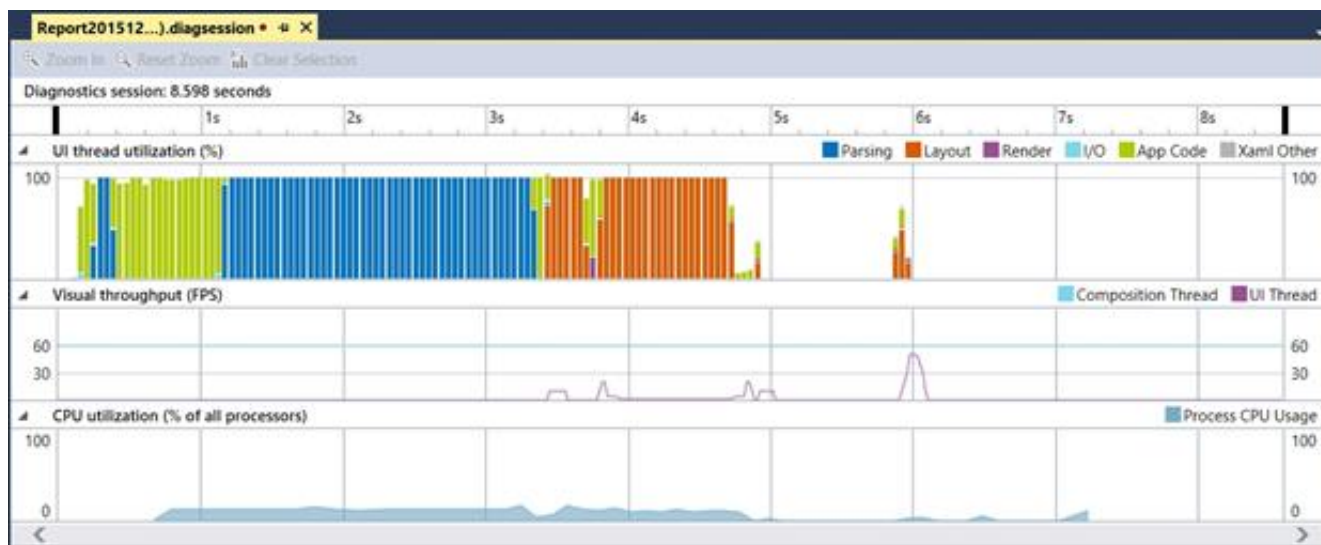 Report201512...).diagsession
Zoom In Reset Zoom Clear Selection
Diagnostics session: 8.598 seconds
1s 2s 3s 4s 5s 6s 7s 8s
UI thread utilization (%) Parsing Layout Render I/O App Code Xaml Other
100 100
Visual throughput (FPS) Composition Thread UI Thread
60 60
30 30
CPU utilization (% of all processors) Process CPU Usage
100 100
0 0